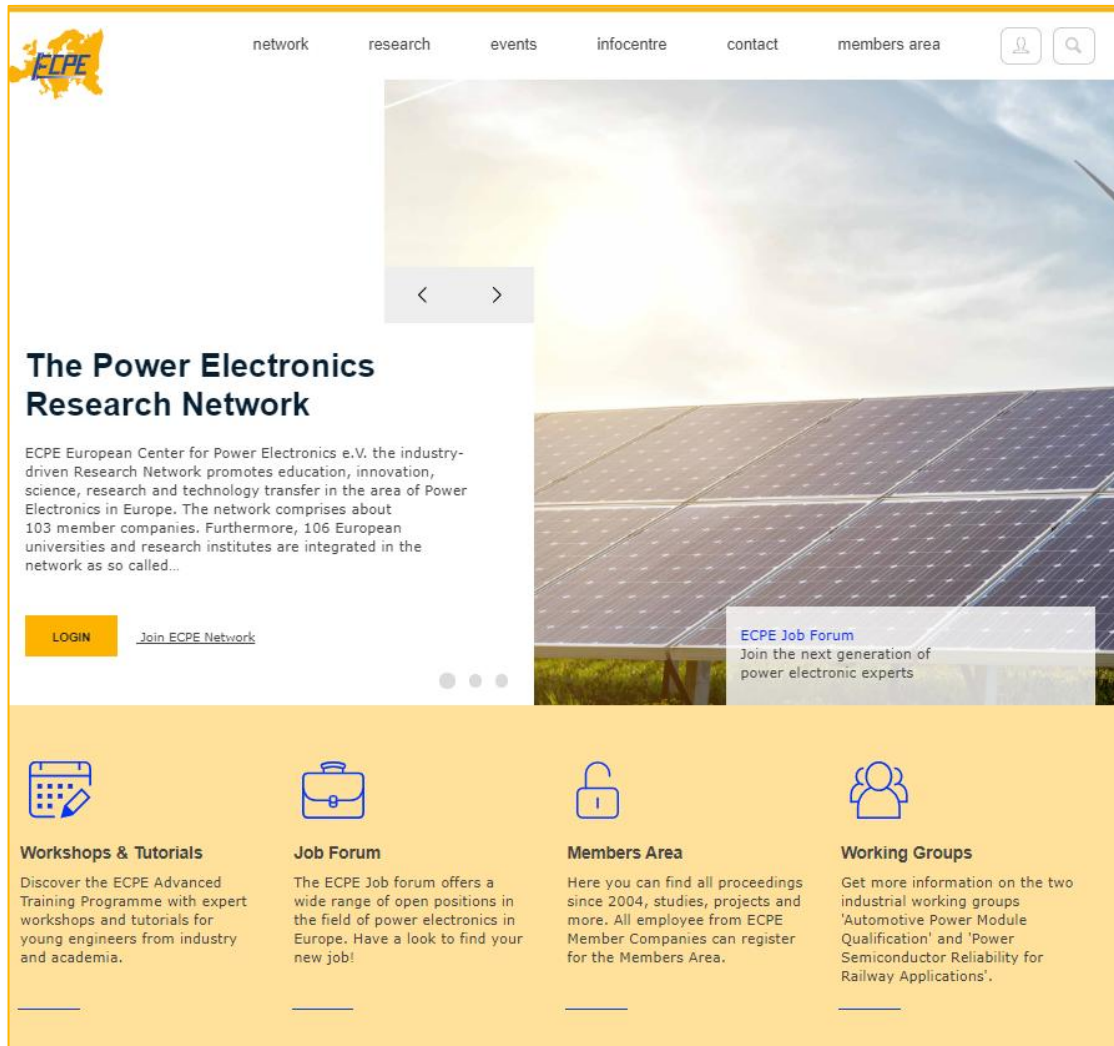 ECPE
network research events infocentre contact members area
The Power Electronics
Research Network
ECPE European Center for Power Electronics e.V. the industry-
driven Research Network promotes education, innovation,
science, research and technology transfer in the area of Power
Electronics in Europe. The network comprises about
103 member companies. Furthermore, 106 European
universities and research institutes are integrated in the
network as so called...
LOGIN Join ECPE Network
ECPE Job Forum
Join the next generation of
power electronic experts
Workshops & Tutorials
Discover the ECPE Advanced
Training Programme with expert
workshops and tutorials for
young engineers from industry
and academia.
Job Forum
The ECPE Job forum offers a
wide range of open positions in
the field of power electronics in
Europe. Have a look to find your
new job!
Members Area
Here you can find all proceedings
since 2004, studies, projects and
more. All employee from ECPE
Member Companies can register
for the Members Area.
Working Groups
Get more information on the two
industrial working groups
'Automotive Power Module
Qualification' and 'Power
Semiconductor Reliability for
Railway Applications'.